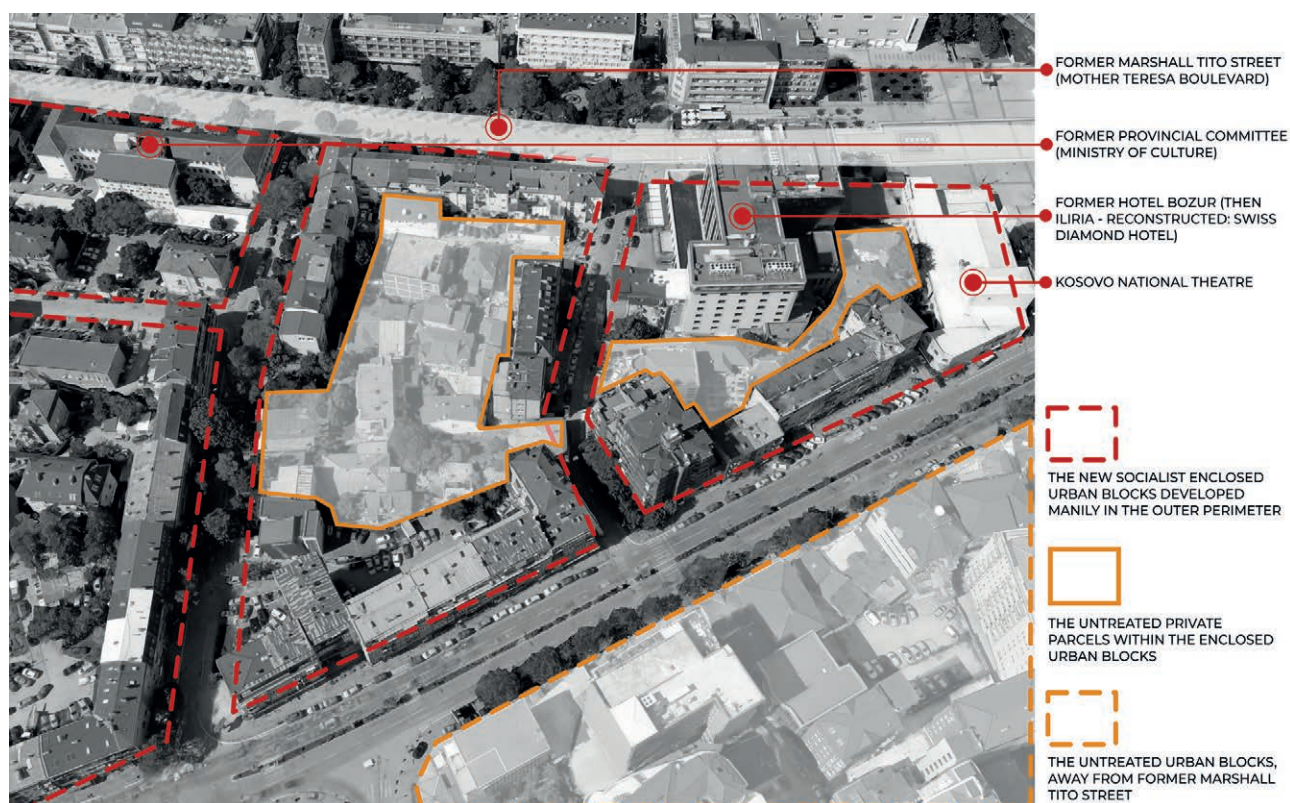 FORMER MARSHALL TITO STREET
(MOTHER TERESA BOULEVARD)
FORMER PROVINCIAL COMMITTEE
(MINISTRY OF CULTURE)
FORMER HOTEL BOZUR (THEN
ILIRIA - RECONSTRUCTED: SWISS
DIAMOND HOTEL)
KOSOVO NATIONAL THEATRE
THE NEW SOCIALIST ENCLOSED
URBAN BLOCKS DEVELOPED
MANILY IN THE OUTER PERIMETER
THE UNTREATED PRIVATE
PARCELS WITHIN THE ENCLOSED
URBAN BLOCKS
THE UNTREATED URBAN BLOCKS,
AWAY FROM FORMER MARSHALL
TITO STREET